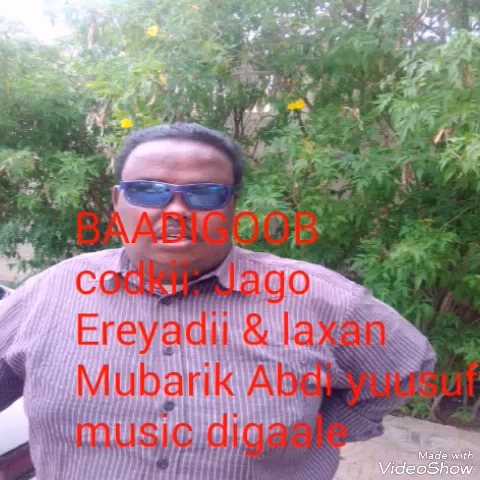 BAADIGOOB
codkii: Jago
Ereyadii & laxan
Mubarik Abdi yuusuf
music digaale
Made with
VideoShow